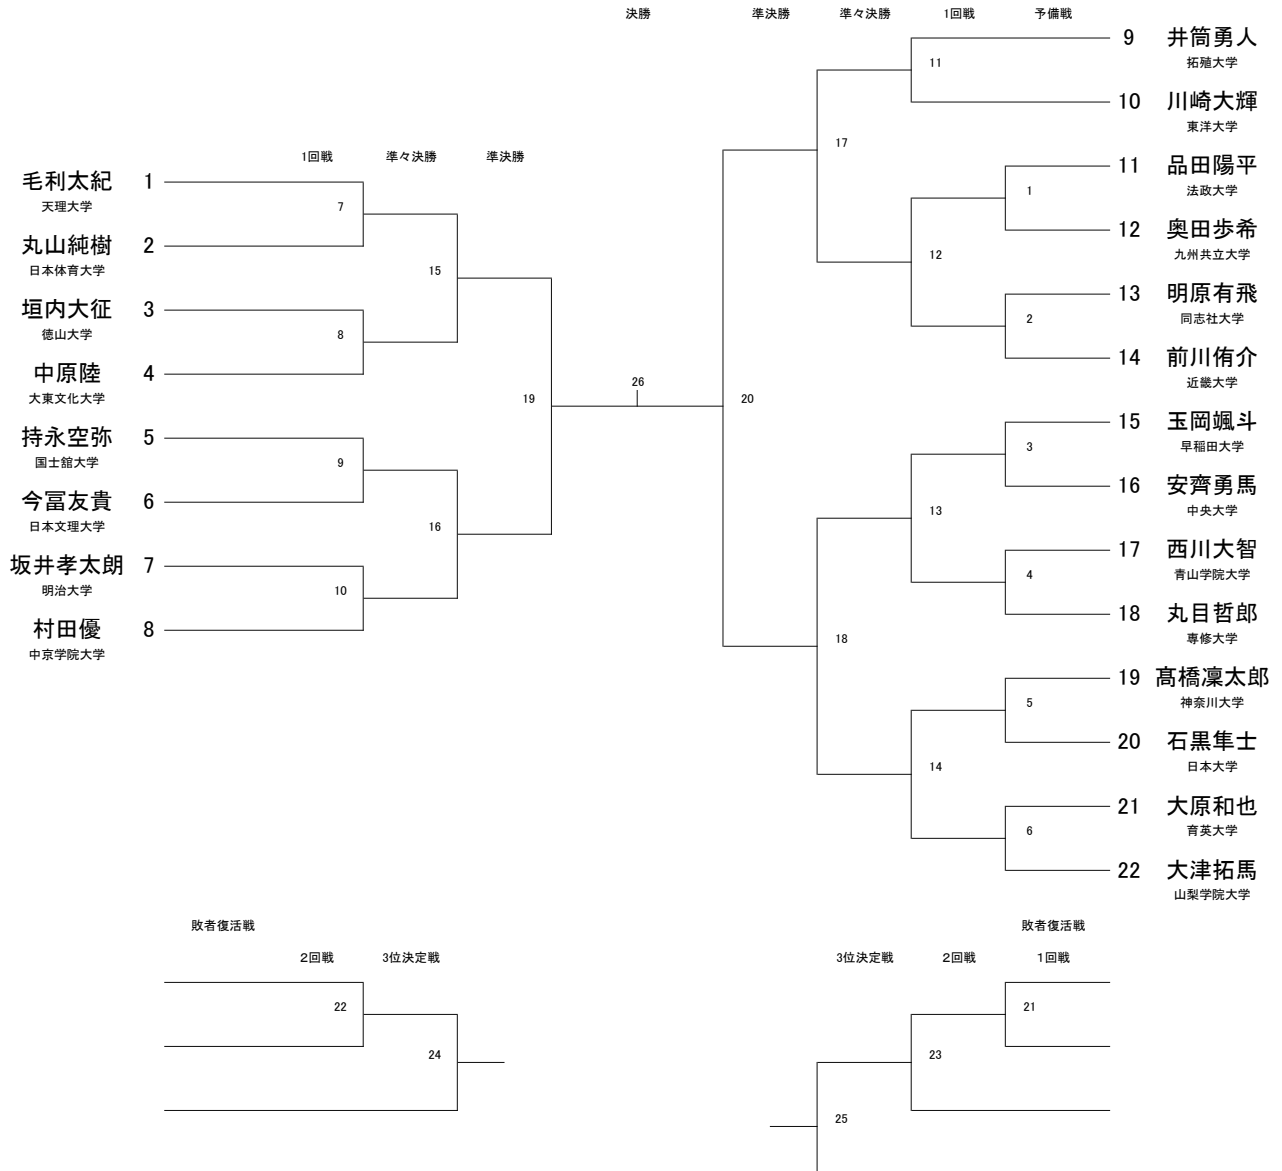 決勝 準決勝 準々決勝 1回戦 予備戦
1回戦 準々決勝 準決勝
毛利太紀 1
天理大学
7
丸山純樹 2
日本体育大学
15
垣内大征 3
徳山大学
8
中原陸 4
大東文化大学
19
持永空弥 5
国士舘大学
9
今冨友貴 6
日本文理大学
16
坂井孝太朗 7
明治大学
10
村田優 8
中京学院大学
26
9 井筒勇人
拓殖大学
11
10 川崎大輝
東洋大学
17
11 品田陽平
法政大学
1
12 奥田歩希
九州共立大学
12
13 明原有飛
同志社大学
2
14 前川侑介
近畿大学
20
15 玉岡颯斗
早稲田大学
3
16 安齊勇馬
中央大学
13
17 西川大智
青山学院大学
4
18 丸目哲郎
専修大学
18
19 髙橋凜太郎
神奈川大学
5
20 石黒隼士
日本大学
14
21 大原和也
育英大学
6
22 大津拓馬
山梨学院大学
敗者復活戦
2回戦 3位決定戦
22
24
敗者復活戦
3位決定戦 2回戦 1回戦
21
23
25